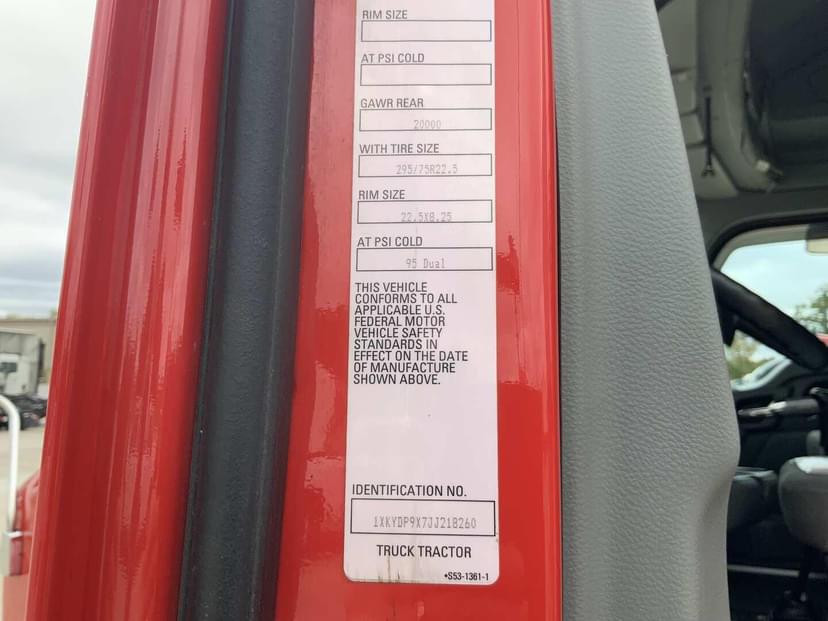 RIM SIZE
AT PSI COLD
GAWR REAR
20000
WITH TIRE SIZE
295/75R22.5
RIM SIZE
22.5X8.25
AT PSI COLD
95 Dual
THIS VEHICLE
CONFORMS TO ALL
APPLICABLE U.S.
FEDERAL MOTOR
VEHICLE SAFETY
STANDARDS IN
EFFECT ON THE DATE
OF MANUFACTURE
SHOWN ABOVE.
IDENTIFICATION NO.
1XKYDP9X7JJ218260
TRUCK TRACTOR
•S53-1361-1